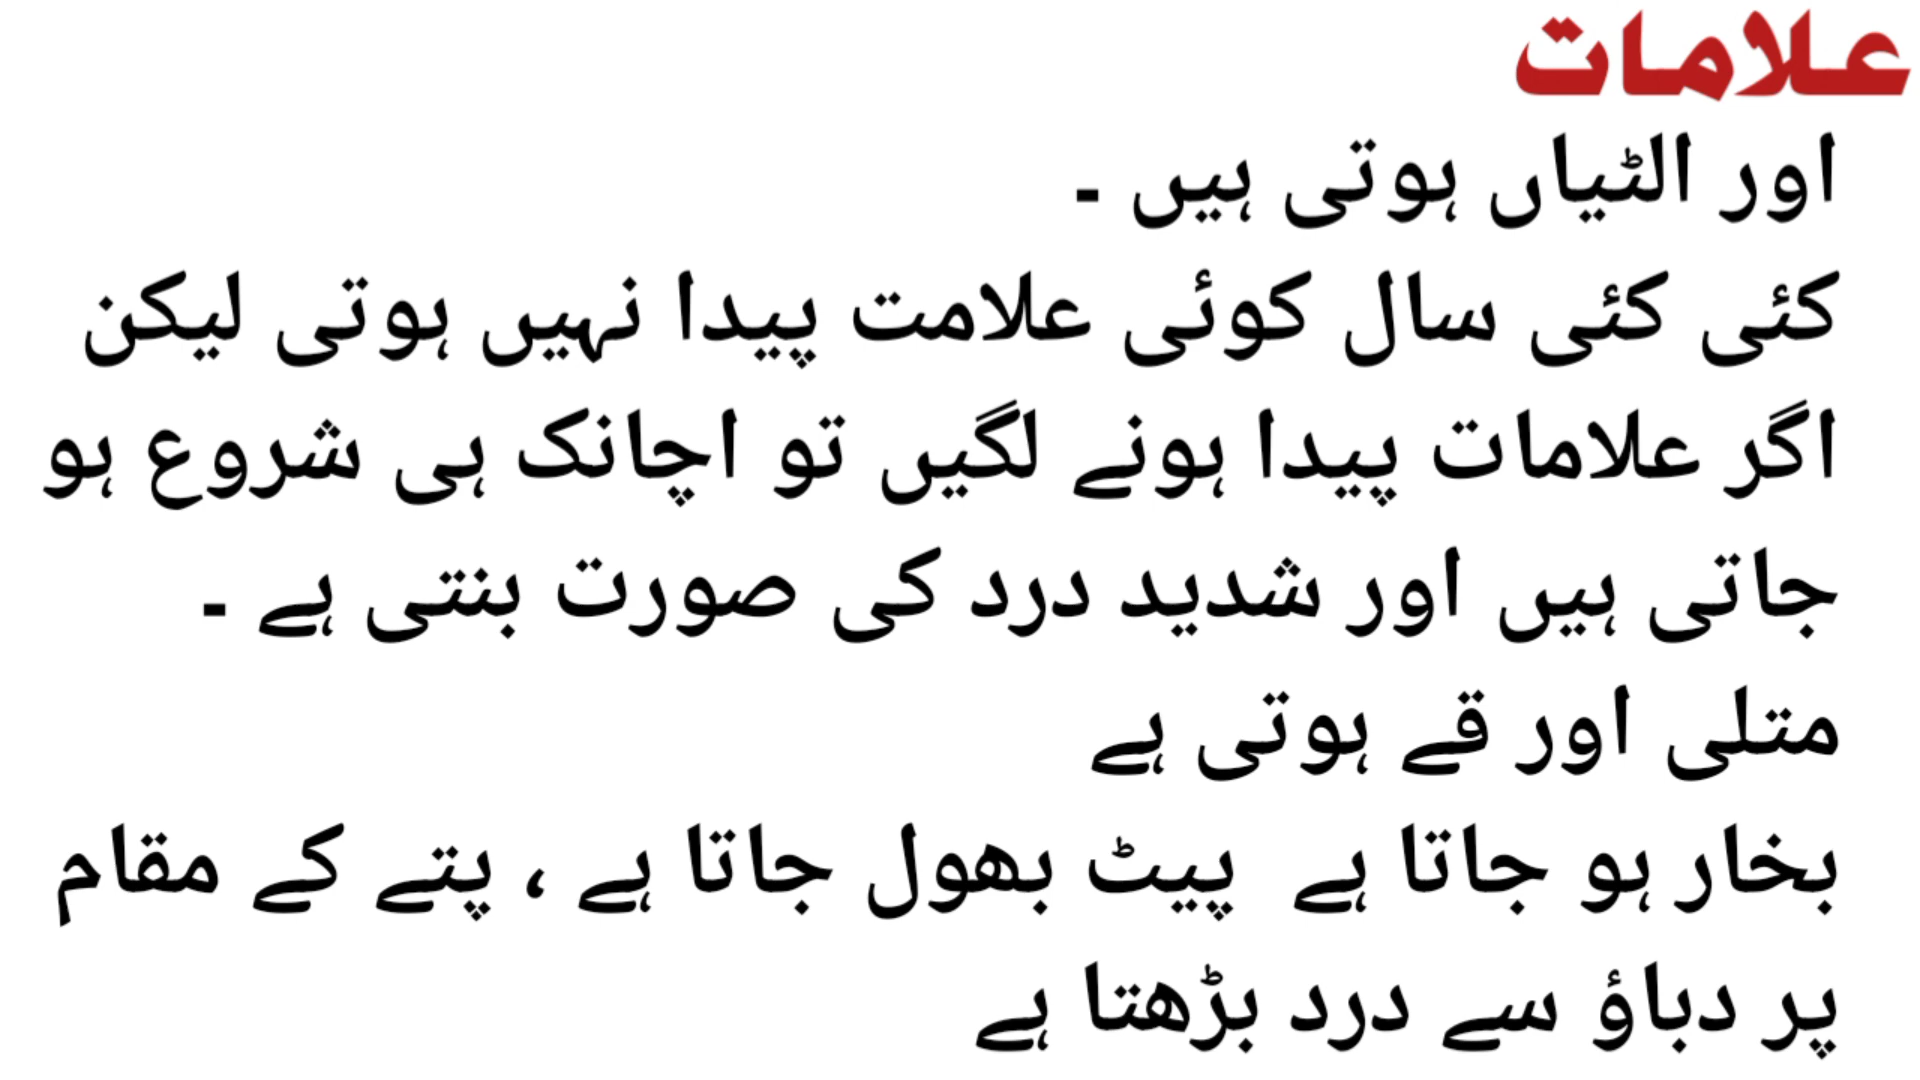 علامات
اور الٹیاں ہوتی ہیں ۔
کئی کئی سال کوئی علامت پیدا نہیں ہوتی لیکن
اگر علامات پیدا ہونے لگیں تو اچانک ہی شروع ہو
جاتی ہیں اور شدید درد کی صورت بنتی ہے ۔
متلی اور قے ہوتی ہے
بخار ہو جاتا ہے  پیٹ بھول جاتا ہے ، پتے کے مقام
پر دباؤ سے درد بڑھتا ہے